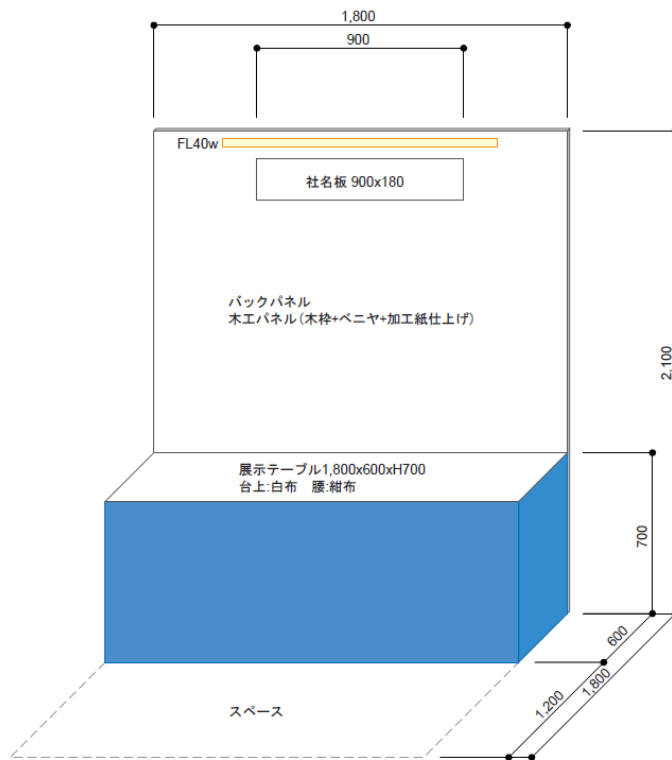 1,800
900
FL40w
社名板 900x180
バックパネル
木工パネル(木枠+ベニヤ+加工紙仕上げ)
2,100
展示テーブル1,800x600xH700
台上:白布 腰:紺布
700
600
1,200
1,800
スペース